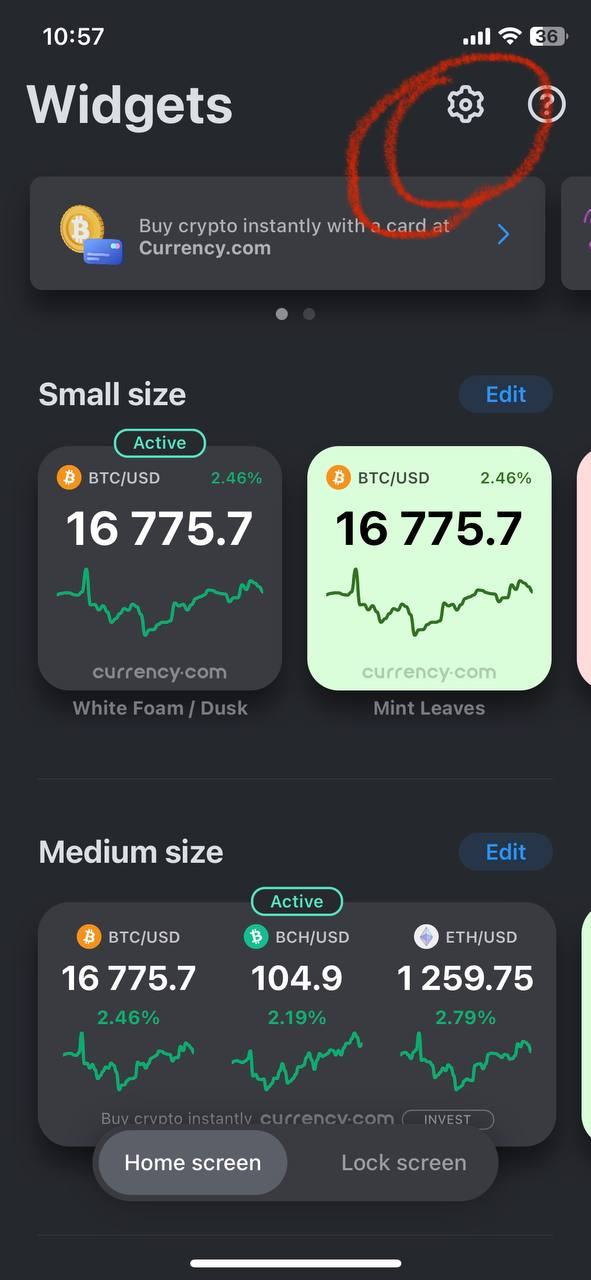 10:57
36
Widgets
?
Buy crypto instantly with a card at
Currency.com
Small size
Edit
Active
BTC/USD 2.46%
16 775.7
currency.com
White Foam / Dusk
BTC/USD 2.46%
16 775.7
currency.com
Mint Leaves
Medium size
Edit
Active
BTC/USD BCH/USD ETH/USD
16 775.7 104.9 1 259.75
2.46% 2.19% 2.79%
Buy crypto instantly currency.com INVEST
Home screen Lock screen